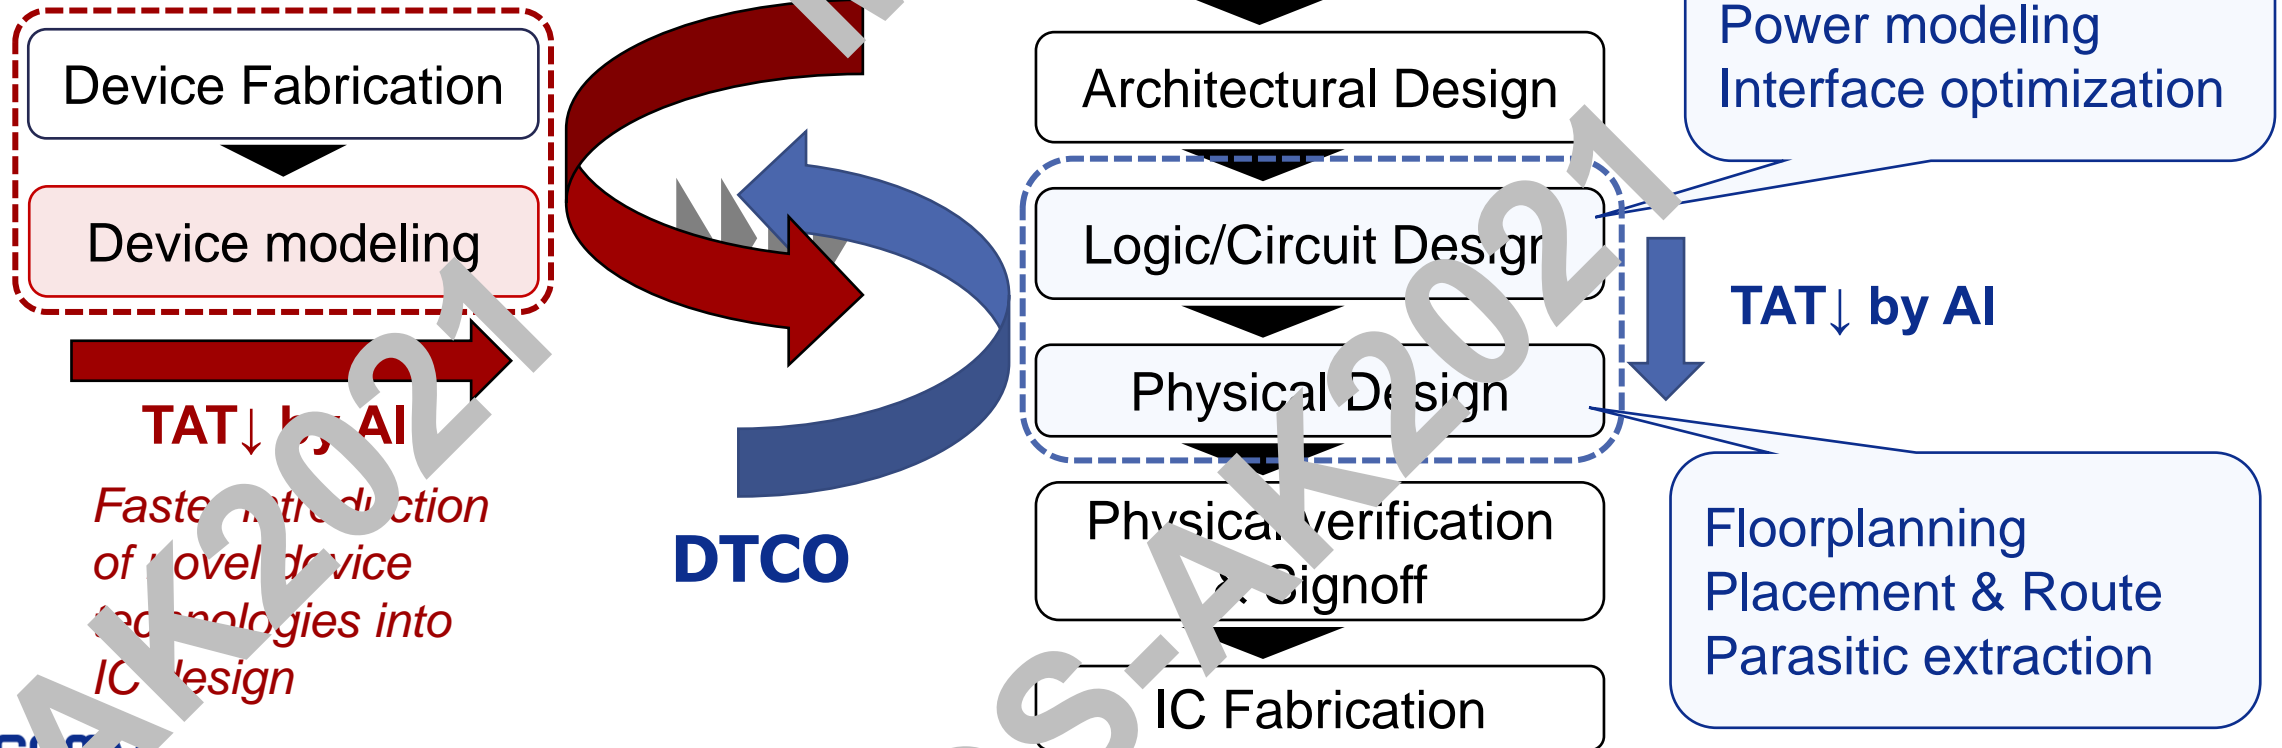 Device Fabrication
Device modeling
TAT↓ by AI
Faster introduction
of novel device
technologies into
IC design
DTCO
Architectural Design
Logic/Circuit Design
Physical Design
Physical verification
& Signoff
IC Fabrication
Power modeling
Interface optimization
TAT↓ by AI
Floorplanning
Placement & Route
Parasitic extraction
AK2021
S-AK2021